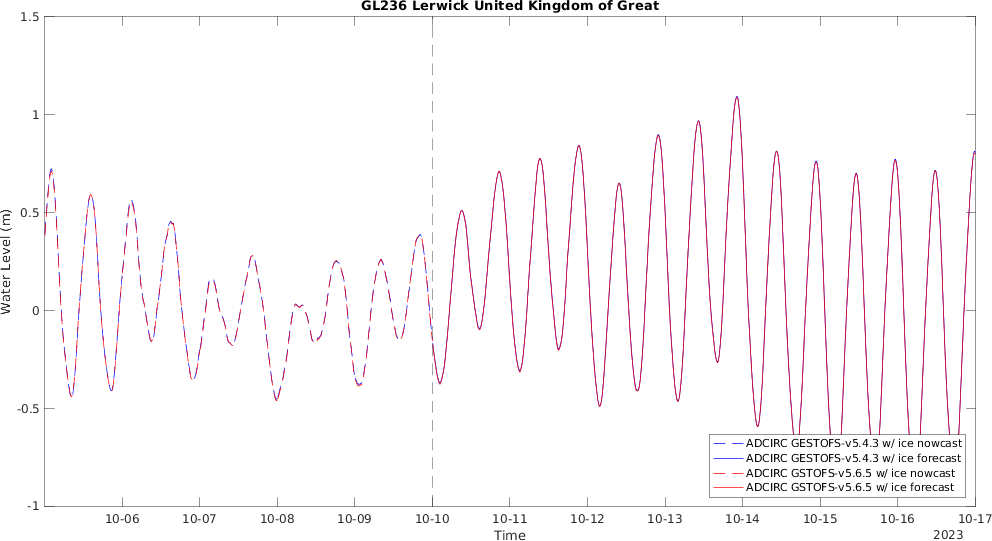 GL236 Lerwick United Kingdom of Great
1.5
1
0.5
0
-0.5
-1
Water Level (m)
ADCIRC GESTOFS-v5.4.3 w/ ice nowcast
ADCIRC GESTOFS-v5.4.3 w/ ice forecast
ADCIRC GSTOFS-v5.6.5 w/ ice nowcast
ADCIRC GSTOFS-v5.6.5 w/ ice forecast
10-06 10-07 10-08 10-09 10-10 10-11 10-12 10-13 10-14 10-15 10-16 10-17
Time
2023